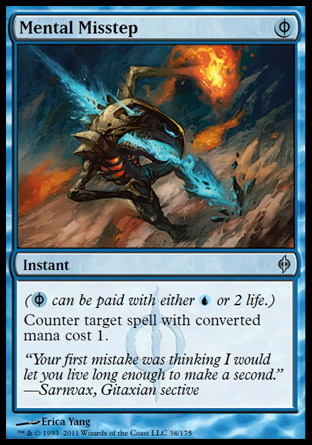 Mental Misstep
Instant
( can be paid with either or 2 life.)
Counter target spell with converted
mana cost 1.
“Your first mistake was thinking I would
let you live long enough to make a second.”
—Sarnvax, Gitaxian sective
Erica Yang
™ & © 1993–2011 Wizards of the Coast LLC 38/175